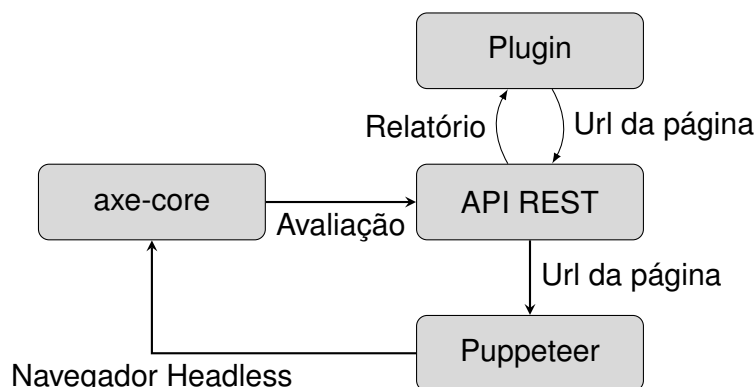 Plugin
Relatório
Url da página
axe-core
Avaliação
API REST
Url da página
Puppeteer
Navegador Headless